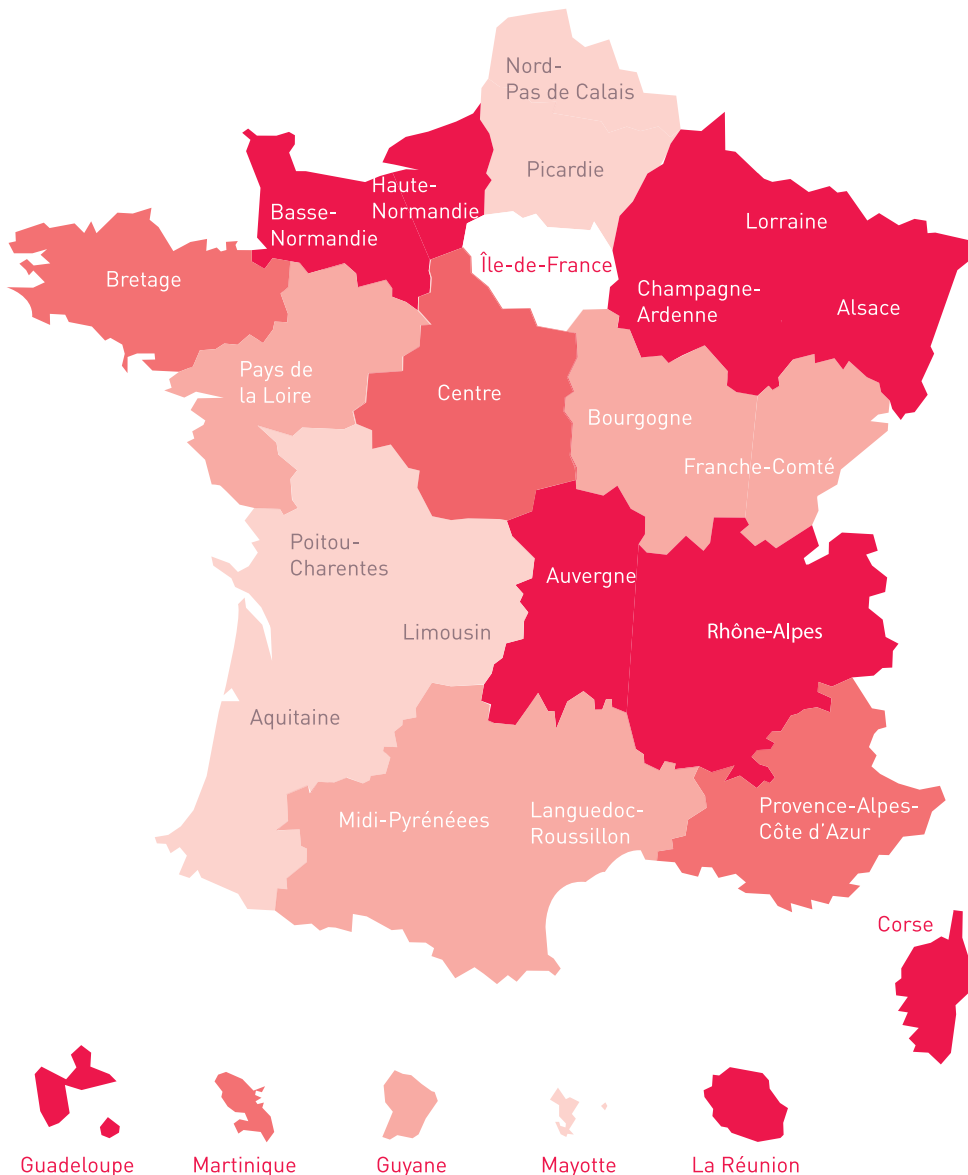 Nord-
Pas de Calais
Picardie
Haute-
Normandie
Basse-
Normandie
Lorraine
Île-de-France
Champagne-
Ardenne
Alsace
Bretage
Pays de
la Loire
Centre
Bourgogne
Franche-Comté
Poitou-
Charentes
Auvergne
Limousin
Rhône-Alpes
Aquitaine
Midi-Pyrénéees
Languedoc-
Roussillon
Provence-Alpes-
Côte d'Azur
Corse
Guadeloupe
Martinique
Guyane
Mayotte
La Réunion